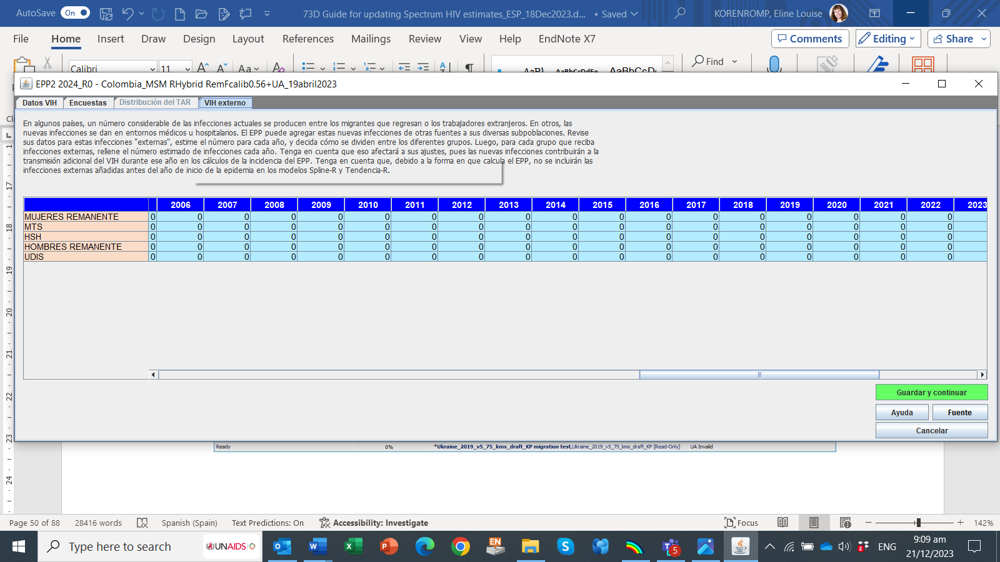 AutoSave On 73D Guide for updating Spectrum HIV estimates_ESP_18Dec2023.d... • Saved KORENROMP, Eline Louise
File Home Insert Draw Design Layout References Mailings Review View Help EndNote X7 Comments Editing Share
Calibri 11 Aa AaBbCcDdEe AaBbCcD Find
EPP2 2024_R0 - Colombia_MSM RHybrid RemFcalib0.56+UA_19abril2023
Datos VIH Encuestas Distribución del TAR VIH externo
En algunos países, un número considerable de las infecciones actuales se producen entre los migrantes que regresan o los trabajadores extranjeros. En otros, las
nuevas infecciones se dan en entornos médicos u hospitalarios. El EPP puede agregar estas nuevas infecciones de otras fuentes a sus diversas subpoblaciones. Revise
sus datos para estas infecciones "externas", estime el número para cada año, y decida cómo se dividen entre los diferentes grupos. Luego, para cada grupo que reciba
infecciones externas, rellene el número estimado de infecciones cada año. Tenga en cuenta que eso afectará a sus ajustes, pues las nuevas infecciones contribuirán a la
transmisión adicional del VIH durante ese año en los cálculos de la incidencia del EPP. Tenga en cuenta que, debido a la forma en que calcula el EPP, no se incluirán las
infecciones externas añadidas antes del año de inicio de la epidemia en los modelos Spline-R y Tendencia-R.
2006 2007 2008 2009 2010 2011 2012 2013 2014 2015 2016 2017 2018 2019 2020 2021 2022 2023
MUJERES REMANENTE 0 0 0 0 0 0 0 0 0 0 0 0 0 0 0 0 0 0
MTS 0 0 0 0 0 0 0 0 0 0 0 0 0 0 0 0 0 0
HSH 0 0 0 0 0 0 0 0 0 0 0 0 0 0 0 0 0 0
HOMBRES REMANENTE 0 0 0 0 0 0 0 0 0 0 0 0 0 0 0 0 0 0
UDIS 0 0 0 0 0 0 0 0 0 0 0 0 0 0 0 0 0 0
Guardar y continuar
Ayuda Fuente
Cancelar
Ready 0% *Ukraine_2019_v5_75_kms_draft_KP migration test,Ukraine_2019_v5_75_kms_draft_KP [Read-Only] UA Invalid
1
17
18
19
20
21
22
23
24
Page 50 of 88 28416 words Spanish (Spain) Text Predictions: On Accessibility: Investigate Focus 142%
Type here to search UNAIDS EN 5 2 ENG 9:09 am
21/12/2023